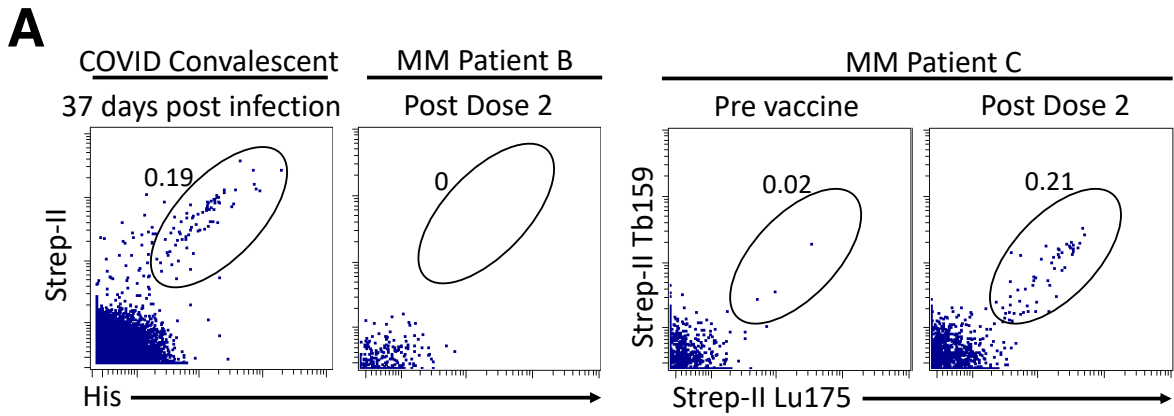 A
COVID Convalescent
MM Patient B
MM Patient C
37 days post infection
Post Dose 2
Pre vaccine
Post Dose 2
0.19
0
0.02
0.21
Strep-II
Strep-II Tb159
His
Strep-II Lu175